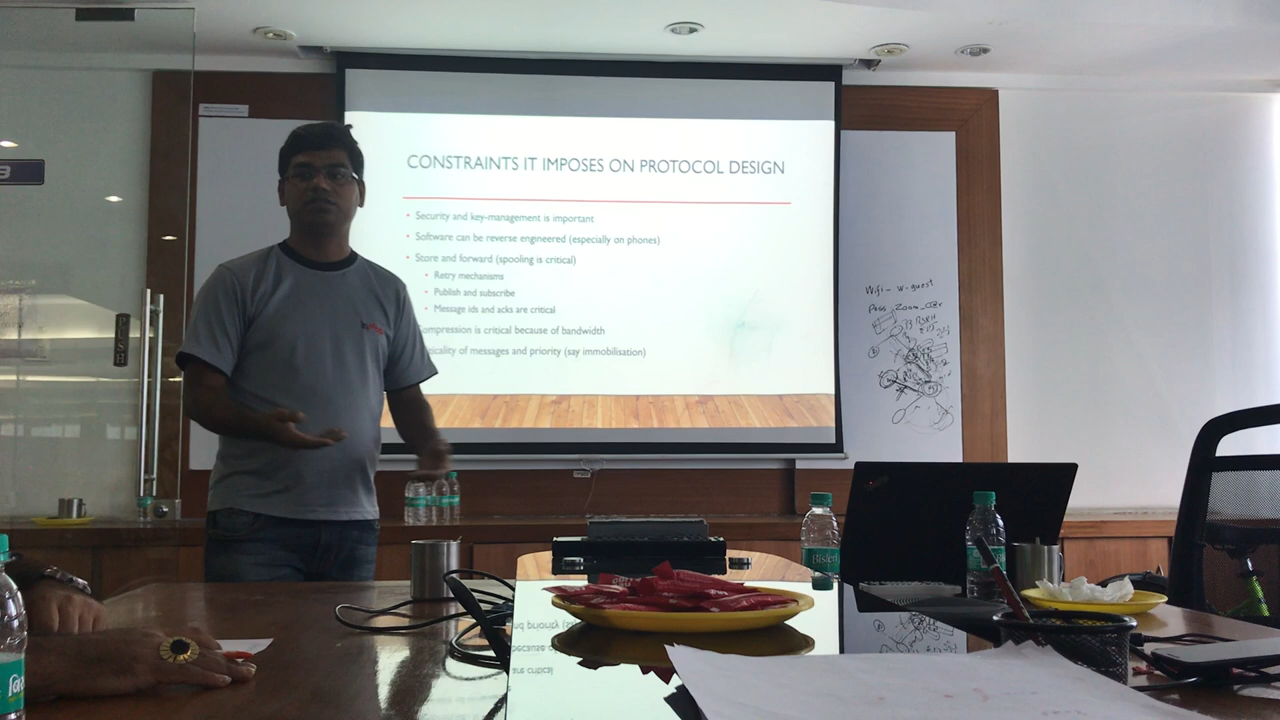 CONSTRAINTS IT IMPOSES ON PROTOCOL DESIGN
• Security and key-management is important
• Software can be reverse engineered (especially on phones)
• Store and forward (spooling is critical)
• Retry mechanisms
• Publish and subscribe
• Message ids and acks are critical
ompression is critical because of bandwidth
icality of messages and priority (say immobilisation)
Wifi - w-guest
PUSH